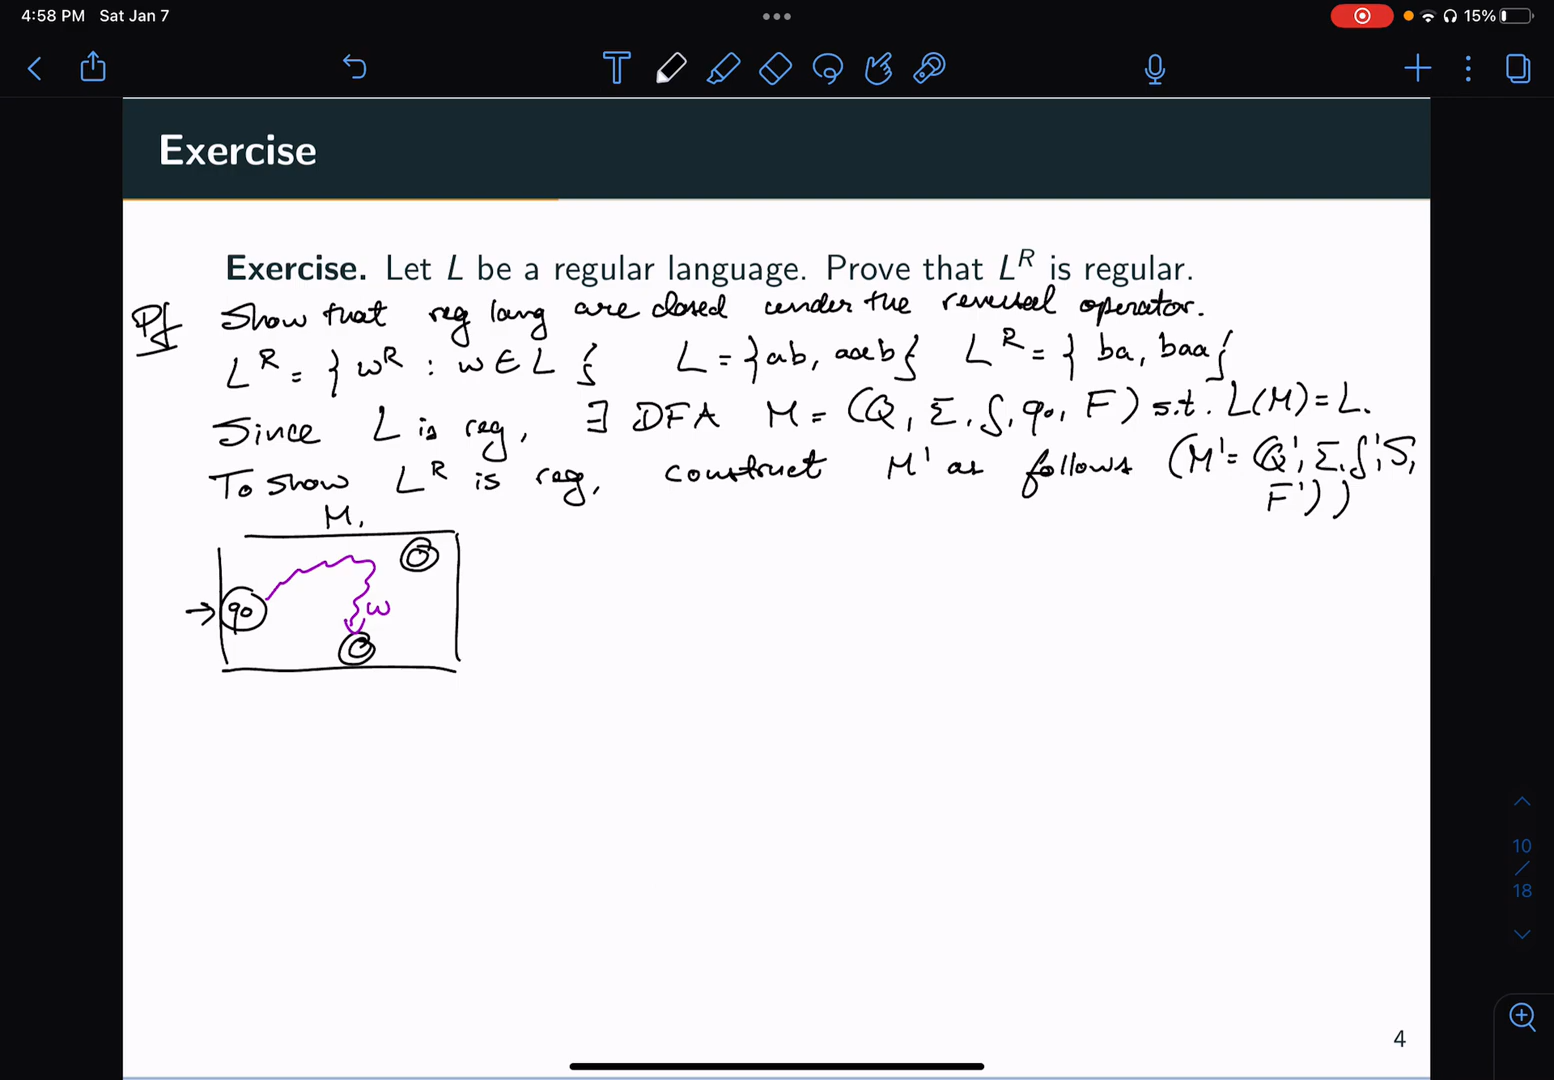 4:58 PM Sat Jan 7
15%
Exercise
Exercise. Let L be a regular language. Prove that L^R is regular.
Pf Show that reg lang are closed under the reversal operator.
L^R = { w^R : w ∈ L } L = {ab, aab} L^R = { ba, baa }
Since L is reg, ∃ DFA M = (Q, Σ, δ, q0, F) s.t. L(M) = L.
To show L^R is reg, construct M' as follows (M' = (Q', Σ, δ', S,
F'))
M,
q0
w
10
/
18
4